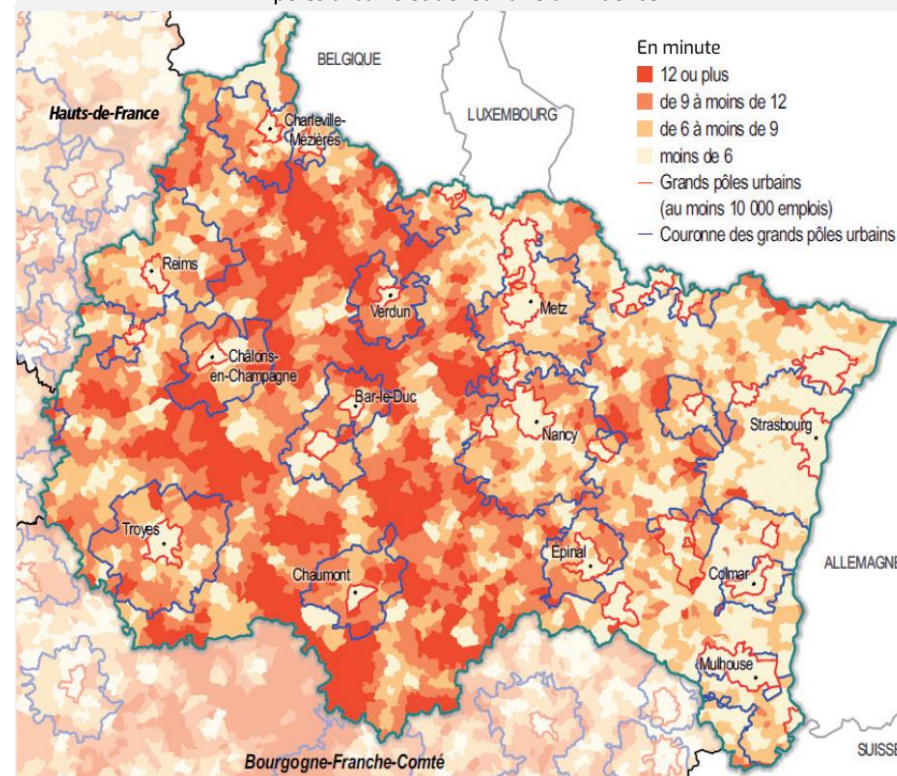 BELGIQUE
LUXEMBOURG
Hauts-de-France
En minute
12 ou plus
de 9 à moins de 12
de 6 à moins de 9
moins de 6
Grands pôles urbains
(au moins 10 000 emplois)
Couronne des grands pôles urbains
Charleville-
Mézières
Reims
Verdun
Metz
Châlons-
en-Champagne
Bar-le-Duc
Nancy
Strasbourg
Troyes
Chaumont
Épinal
Colmar
ALLEMAGNE
Mulhouse
SUISSE
Bourgogne-Franche-Comté